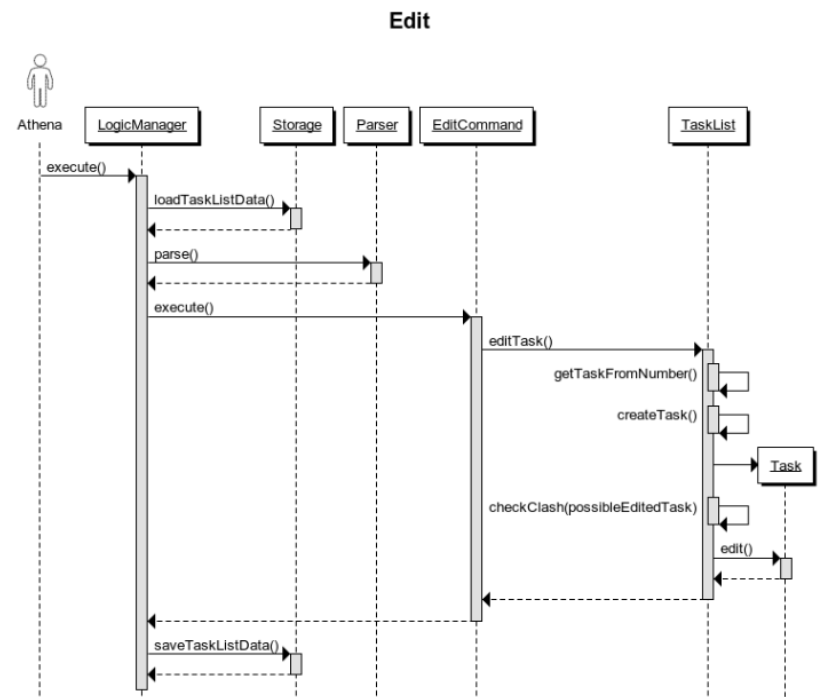 Edit
Athena
LogicManager
Storage
Parser
EditCommand
TaskList
execute()
loadTaskListData()
parse()
execute()
editTask()
getTaskFromNumber()
createTask()
Task
checkClash(possibleEditedTask)
edit()
saveTaskListData()